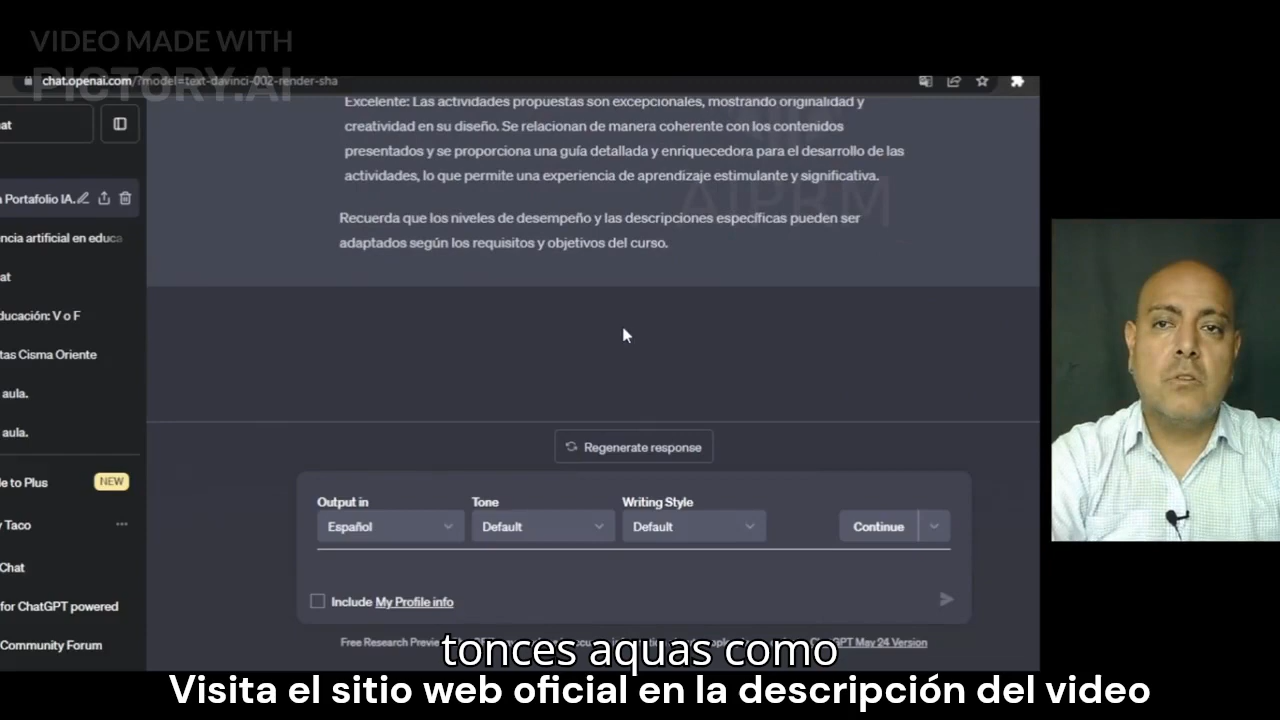 VIDEO MADE WITH
PICTORY.AI
chat.openai.com/?model=text-davinci-002-render-sha
at
Excelente: Las actividades propuestas son excepcionales, mostrando originalidad y
creatividad en su diseño. Se relacionan de manera coherente con los contenidos
presentados y se proporciona una guía detallada y enriquecedora para el desarrollo de las
actividades, lo que permite una experiencia de aprendizaje estimulante y significativa.
AIPRM
Recuerda que los niveles de desempeño y las descripciones específicas pueden ser
adaptados según los requisitos y objetivos del curso.
a Portafolio IA.
ncia artificial en educa
at
ducación: V o F
tas Cisma Oriente
aula.
aula.
le to Plus NEW
y Taco
Chat
for ChatGPT powered
Community Forum
Regenerate response
Output in Tone Writing Style
Español Default Default Continue
Include My Profile info
Free Research Previe
ChatGPT May 24 Version
tonces aquas como
Visita el sitio web oficial en la descripción del video